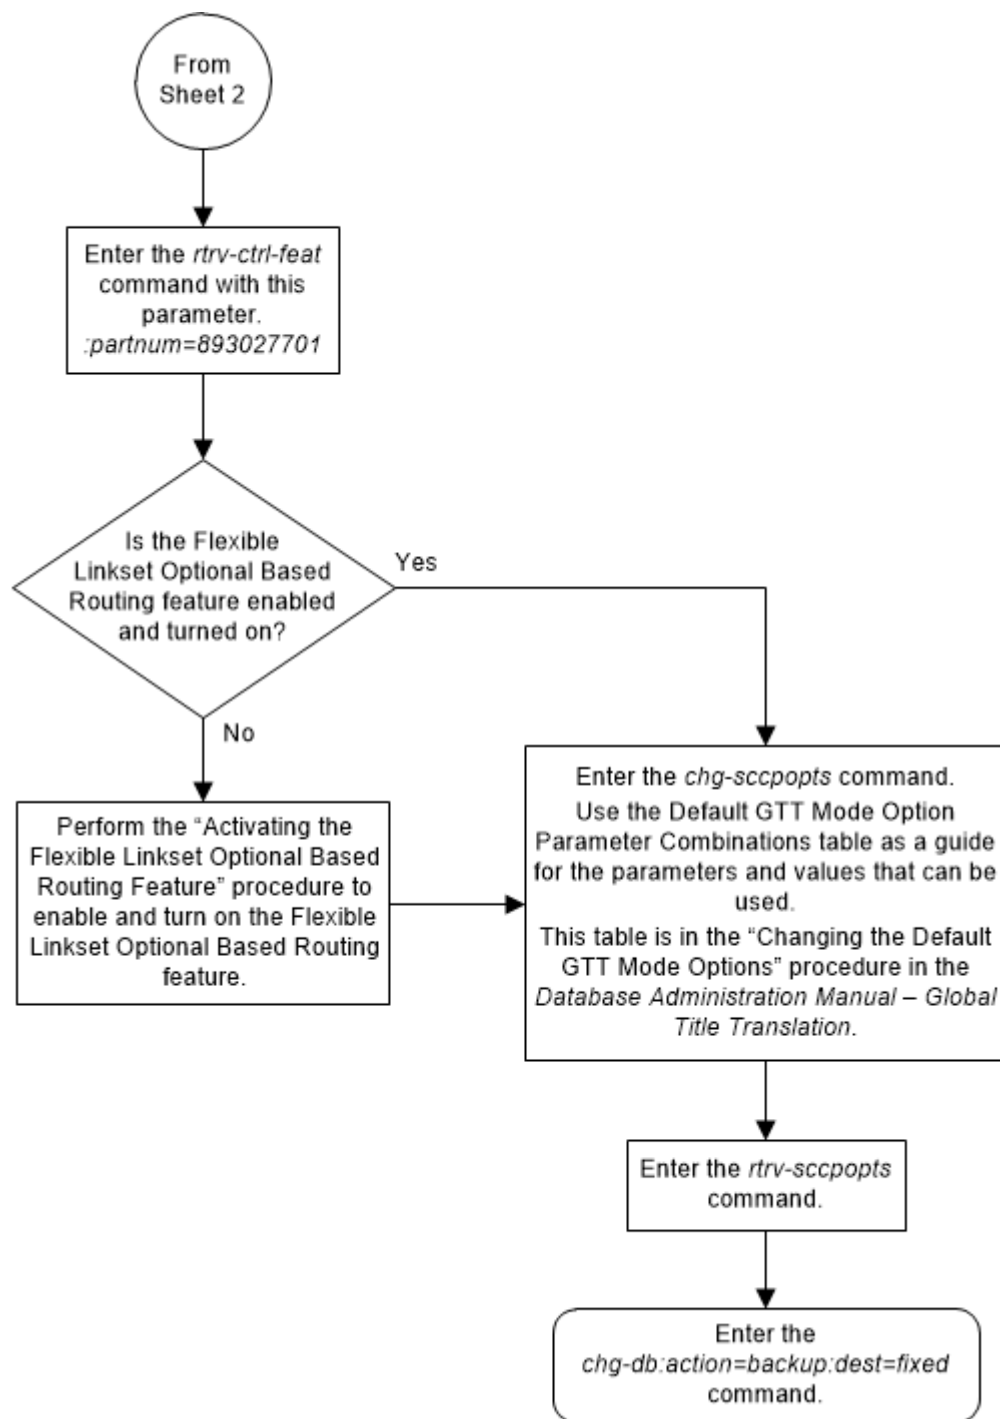 From
Sheet 2
Enter the rtrv-ctrl-feat
command with this
parameter.
:partnum=893027701
Is the Flexible
Linkset Optional Based
Routing feature enabled
and turned on?
Yes
No
Perform the “Activating the
Flexible Linkset Optional Based
Routing Feature” procedure to
enable and turn on the Flexible
Linkset Optional Based Routing
feature.
Enter the chg-sccpopts command.
Use the Default GTT Mode Option
Parameter Combinations table as a guide
for the parameters and values that can be
used.
This table is in the “Changing the Default
GTT Mode Options” procedure in the
Database Administration Manual – Global
Title Translation.
Enter the rtrv-sccpopts
command.
Enter the
chg-db:action=backup:dest=fixed
command.